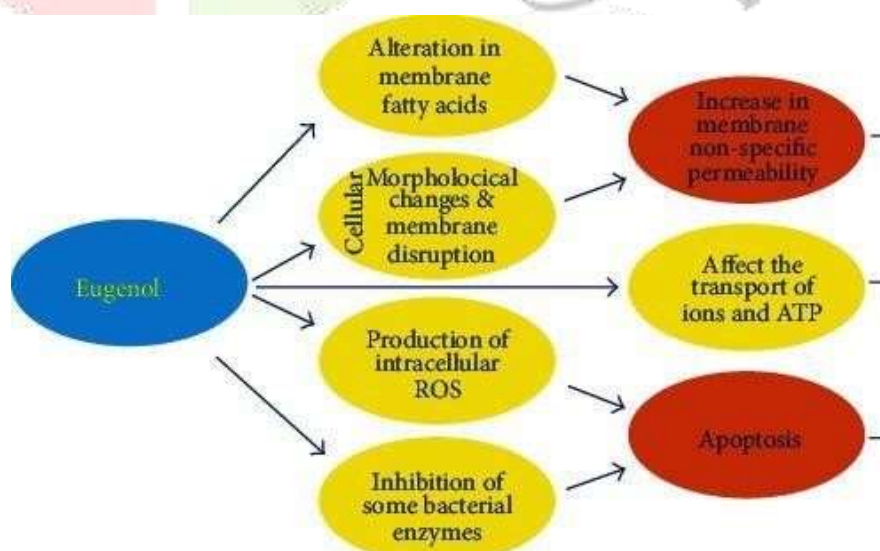 Alteration in
membrane
fatty acids
Increase in
membrane
non-specific
permeability
Cellular
Morpholocical
changes &
membrane
disruption
Eugenol
Affect the
transport of
ions and ATP
Production of
intracellular
ROS
Apoptosis
Inhibition of
some bacterial
enzymes